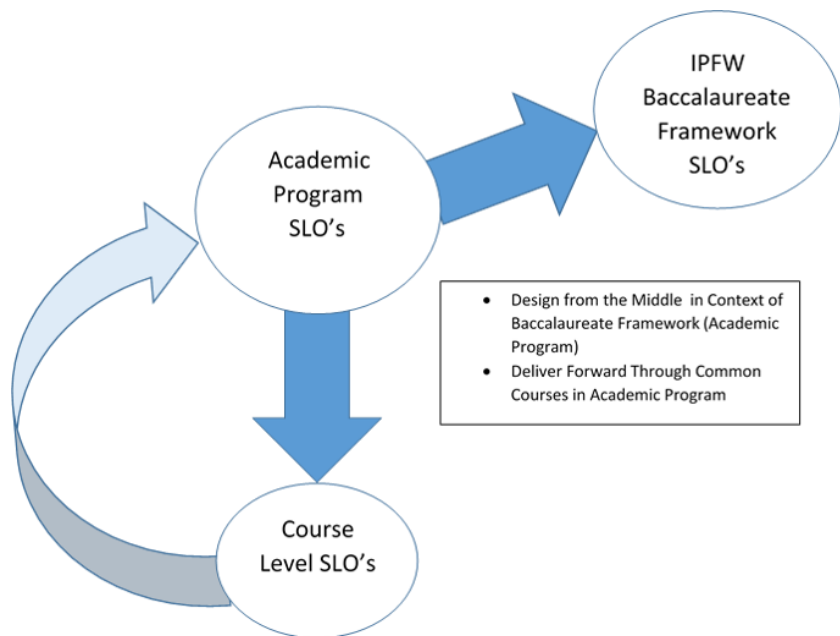 IPFW
Baccalaureate
Framework
SLO's
Academic
Program
SLO's
• Design from the Middle in Context of
Baccalaureate Framework (Academic
Program)
• Deliver Forward Through Common
Courses in Academic Program
Course
Level SLO's